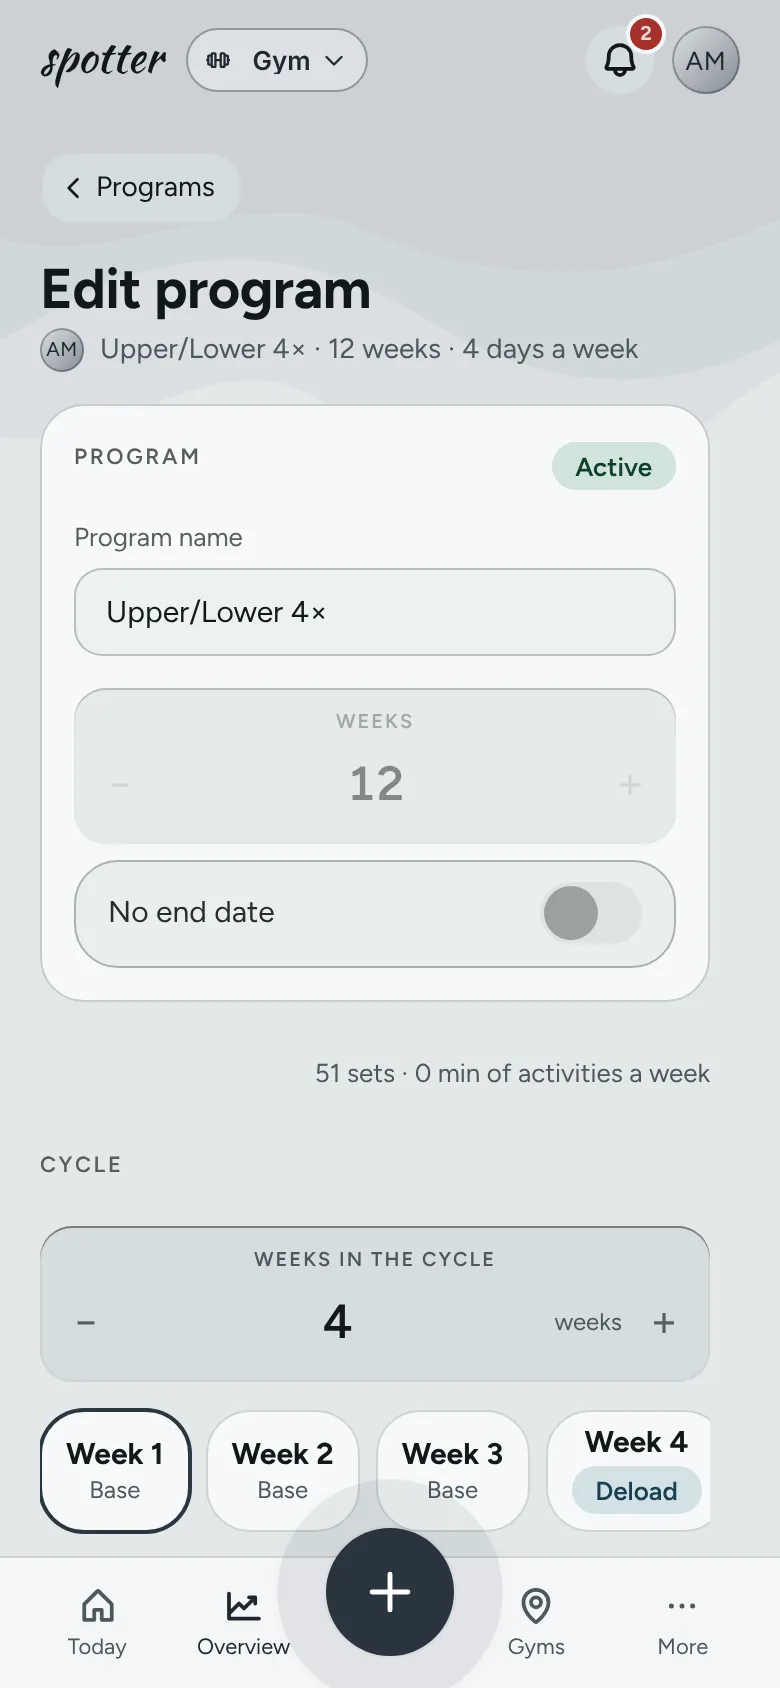 spotter
Gym
2
AM
Programs
Edit program
AM Upper/Lower 4× · 12 weeks · 4 days a week
PROGRAM
Active
Program name
Upper/Lower 4×
WEEKS
− 12 +
No end date
51 sets · 0 min of activities a week
CYCLE
WEEKS IN THE CYCLE
− 4 weeks +
Week 1 Week 2 Week 3 Week 4
Base Base Base Deload
+
Today Overview Gyms More